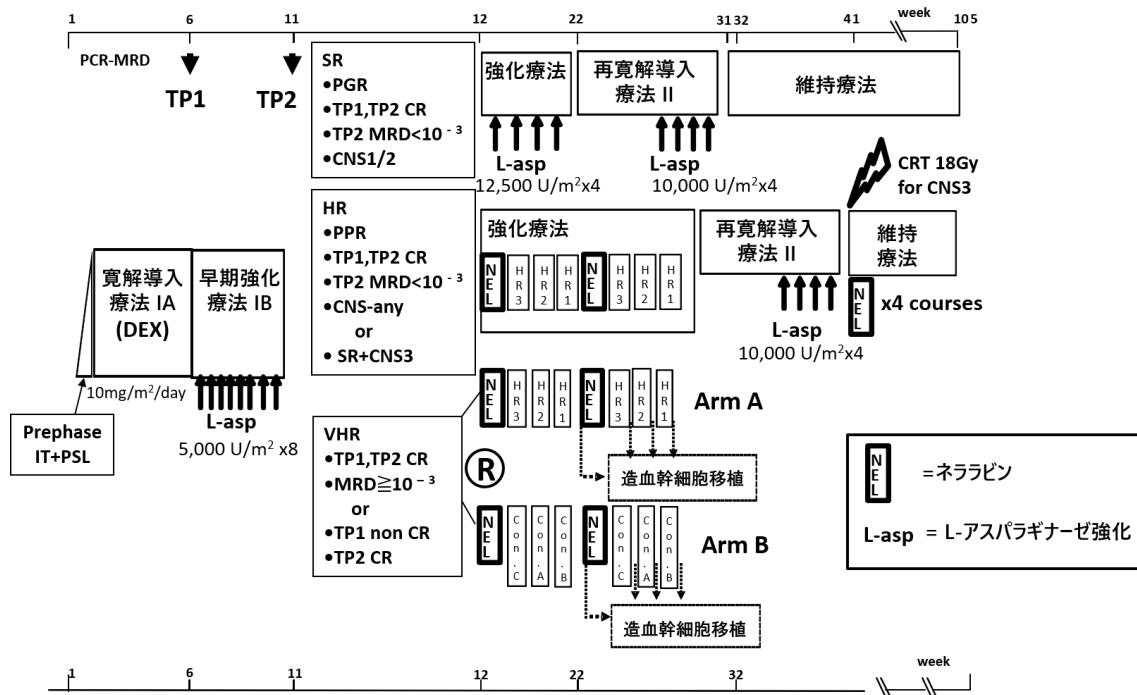 1 6 11 12 22 31 32 41 week 105
PCR-MRD
TP1 TP2
SR
•PGR
•TP1,TP2 CR
•TP2 MRD<10⁻³
•CNS1/2
強化療法
L-asp
12,500 U/m²x4
再寛解導入
療法 II
L-asp
10,000 U/m²x4
維持療法
CRT 18Gy
for CNS3
HR
•PPR
•TP1,TP2 CR
•TP2 MRD<10⁻³
•CNS-any
or
• SR+CNS3
強化療法
NEL HR3 HR2 HR1 NEL HR3 HR2 HR1
再寛解導入
療法 II
L-asp
10,000 U/m²x4
維持
療法
NEL x4 courses
寛解導入
療法 IA
(DEX)
早期強化
療法 IB
10mg/m²/day
L-asp
5,000 U/m² x8
Prephase
IT+PSL
VHR
•TP1,TP2 CR
•MRD≧10⁻³
or
•TP1 non CR
•TP2 CR
R
NEL HR3 HR2 HR1 NEL HR3 HR2 HR1
Arm A
造血幹細胞移植
NEL Con.C Con.A Con.B NEL Con.C Con.A Con.B
Arm B
造血幹細胞移植
NEL =ネララビン
L-asp = L-アスパラギナーゼ強化
1 6 11 12 22 32 week